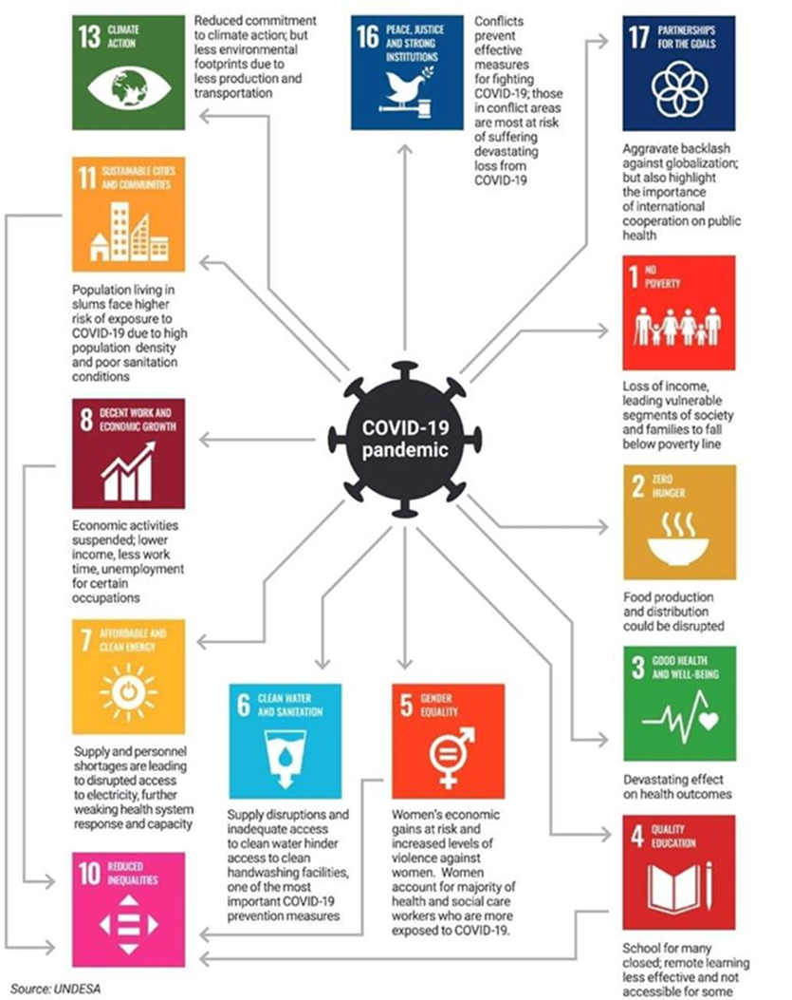 13 CLIMATE
ACTION
Reduced commitment
to climate action; but
less environmental
footprints due to
less production and
transportation
16 PEACE, JUSTICE
AND STRONG
INSTITUTIONS
Conflicts
prevent
effective
measures
for fighting
COVID-19; those
in conflict areas
are most at risk
of suffering
devastating
loss from
COVID-19
17 PARTNERSHIPS
FOR THE GOALS
Aggravate backlash
against globalization;
but also highlight
the importance
of international
cooperation on public
health
11 SUSTAINABLE CITIES
AND COMMUNITIES
Population living in
slums face higher
risk of exposure to
COVID-19 due to high
population density
and poor sanitation
conditions
1 NO
POVERTY
Loss of income,
leading vulnerable
segments of society
and families to fall
below poverty line
COVID-19
pandemic
8 DECENT WORK AND
ECONOMIC GROWTH
Economic activities
suspended; lower
income, less work
time, unemployment
for certain
occupations
2 ZERO
HUNGER
Food production
and distribution
could be disrupted
7 AFFORDABLE AND
CLEAN ENERGY
Supply and personnel
shortages are leading
to disrupted access
to electricity, further
weaking health system
response and capacity
6 CLEAN WATER
AND SANITATION
Supply disruptions and
inadequate access
to clean water hinder
access to clean
handwashing facilities,
one of the most
important COVID-19
prevention measures
5 GENDER
EQUALITY
Women's economic
gains at risk and
increased levels of
violence against
women. Women
account for majority of
health and social care
workers who are more
exposed to COVID-19.
3 GOOD HEALTH
AND WELL-BEING
Devastating effect
on health outcomes
4 QUALITY
EDUCATION
School for many
closed; remote learning
less effective and not
accessible for some
10 REDUCED
INEQUALITIES
Source: UNDESA